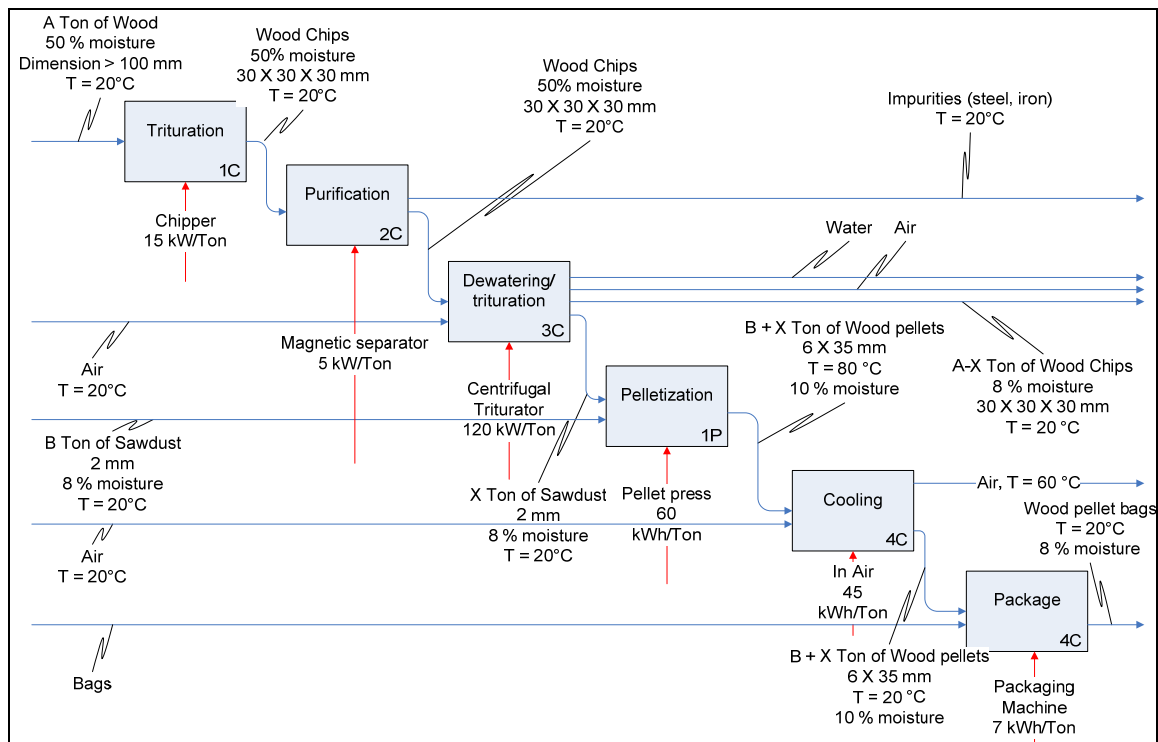 A Ton of Wood
50 % moisture
Dimension > 100 mm
T = 20°C
Wood Chips
50% moisture
30 X 30 X 30 mm
T = 20°C
Wood Chips
50% moisture
30 X 30 X 30 mm
T = 20°C
Impurities (steel, iron)
T = 20°C
Trituration
1C
Chipper
15 kW/Ton
Purification
2C
Water
Air
Dewatering/
trituration
3C
Magnetic separator
5 kW/Ton
Air
T = 20°C
B + X Ton of Wood pellets
6 X 35 mm
T = 80 °C
10 % moisture
A-X Ton of Wood Chips
8 % moisture
30 X 30 X 30 mm
T = 20 °C
Centrifugal
Triturator
120 kW/Ton
Pelletization
1P
B Ton of Sawdust
2 mm
8 % moisture
T = 20°C
X Ton of Sawdust
2 mm
8 % moisture
T = 20°C
Pellet press
60
kWh/Ton
Cooling
4C
Air, T = 60 °C
Wood pellet bags
T = 20°C
8 % moisture
Air
T = 20°C
In Air
45
kWh/Ton
Package
4C
Bags
B + X Ton of Wood pellets
6 X 35 mm
T = 20 °C
10 % moisture
Packaging
Machine
7 kWh/Ton